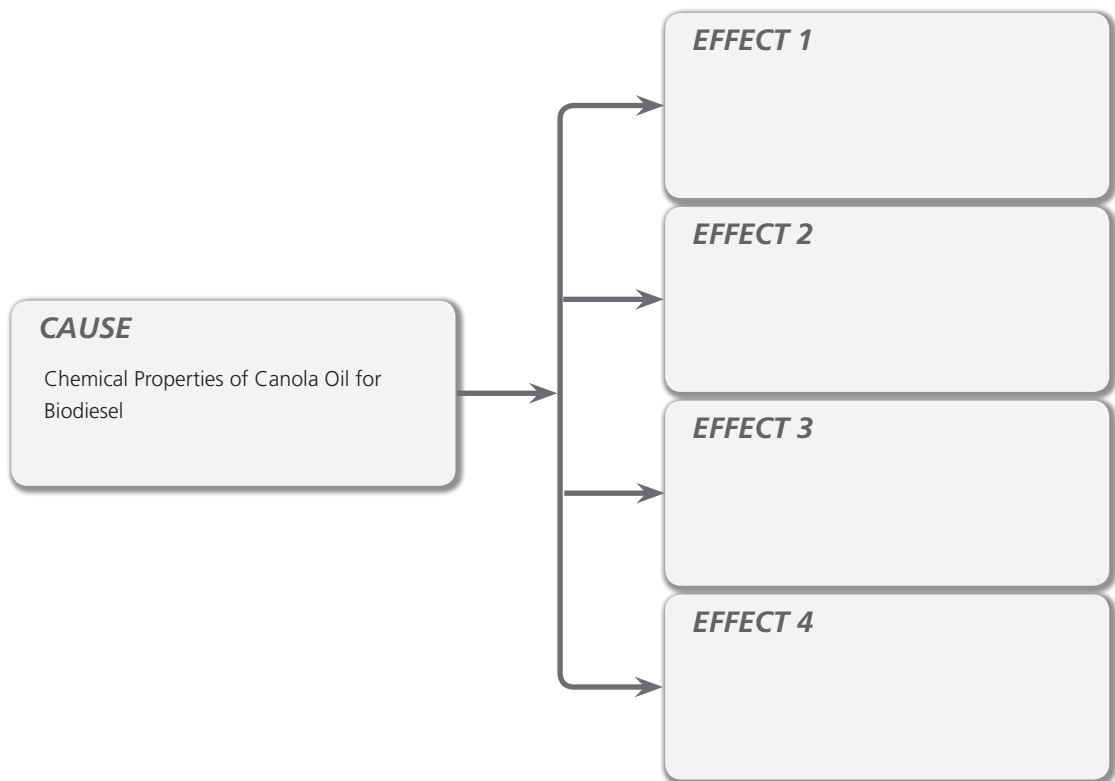 EFFECT 1
EFFECT 2
CAUSE
Chemical Properties of Canola Oil for
Biodiesel
EFFECT 3
EFFECT 4